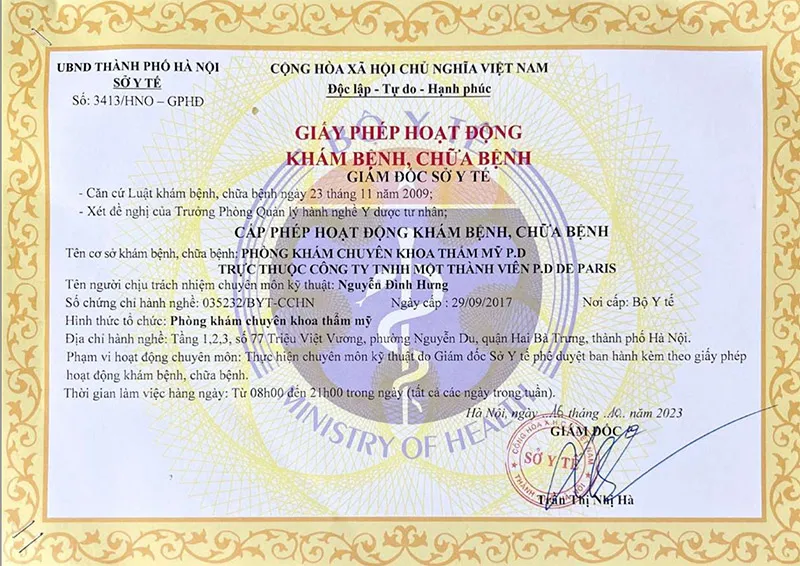 UBND THÀNH PHỐ HÀ NỘI
SỞ Y TẾ
Số: 3413/HNO – GPHĐ
CỘNG HÒA XÃ HỘI CHỦ NGHĨA VIỆT NAM
Độc lập - Tự do - Hạnh phúc
BỘ Y TẾ
GIẤY PHÉP HOẠT ĐỘNG
KHÁM BỆNH, CHỮA BỆNH
GIÁM ĐỐC SỞ Y TẾ
- Căn cứ Luật khám bệnh, chữa bệnh ngày 23 tháng 11 năm 2009;
- Xét đề nghị của Trưởng Phòng Quản lý hành nghề Y dược tư nhân;
CẤP PHÉP HOẠT ĐỘNG KHÁM BỆNH, CHỮA BỆNH
Tên cơ sở khám bệnh, chữa bệnh: PHÒNG KHÁM CHUYÊN KHOA THẨM MỸ P.D
TRỰC THUỘC CÔNG TY TNHH MỘT THÀNH VIÊN P.D DE PARIS
Tên người chịu trách nhiệm chuyên môn kỹ thuật: Nguyễn Đình Hưng
Số chứng chỉ hành nghề: 035232/BYT-CCHN Ngày cấp : 29/09/2017 Nơi cấp: Bộ Y tế
Hình thức tổ chức: Phòng khám chuyên khoa thẩm mỹ
Địa chỉ hành nghề: Tầng 1,2,3, số 77 Triệu Việt Vương, phường Nguyễn Du, quận Hai Bà Trưng, thành phố Hà Nội.
Phạm vi hoạt động chuyên môn: Thực hiện chuyên môn kỹ thuật do Giám đốc Sở Y tế phê duyệt ban hành kèm theo giấy phép
hoạt động khám bệnh, chữa bệnh.
Thời gian làm việc hàng ngày: Từ 08h00 đến 21h00 trong ngày (tất cả các ngày trong tuần).
MINISTRY OF HEALTH
Hà Nội, ngày tháng 10 năm 2023
GIÁM ĐỐC
SỞ Y TẾ
Trần Thị Nhị Hà